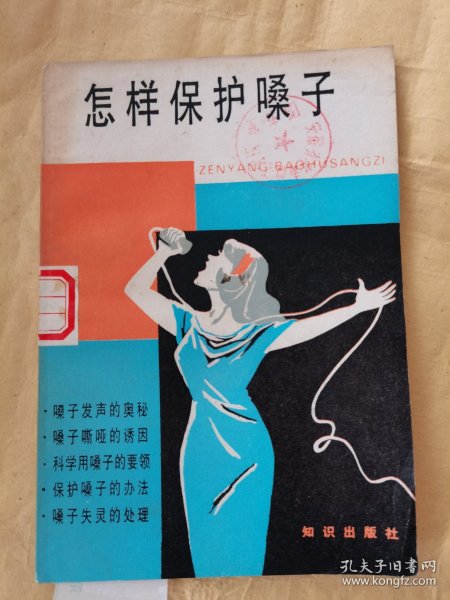 怎样保护嗓子
ZENYANG BAOHUSANGZI
·嗓子发声的奥秘
·嗓子嘶哑的诱因
·科学用嗓子的要领
·保护嗓子的办法
·嗓子失灵的处理
知识出版社
孔夫子旧书网
www.kongfz.com